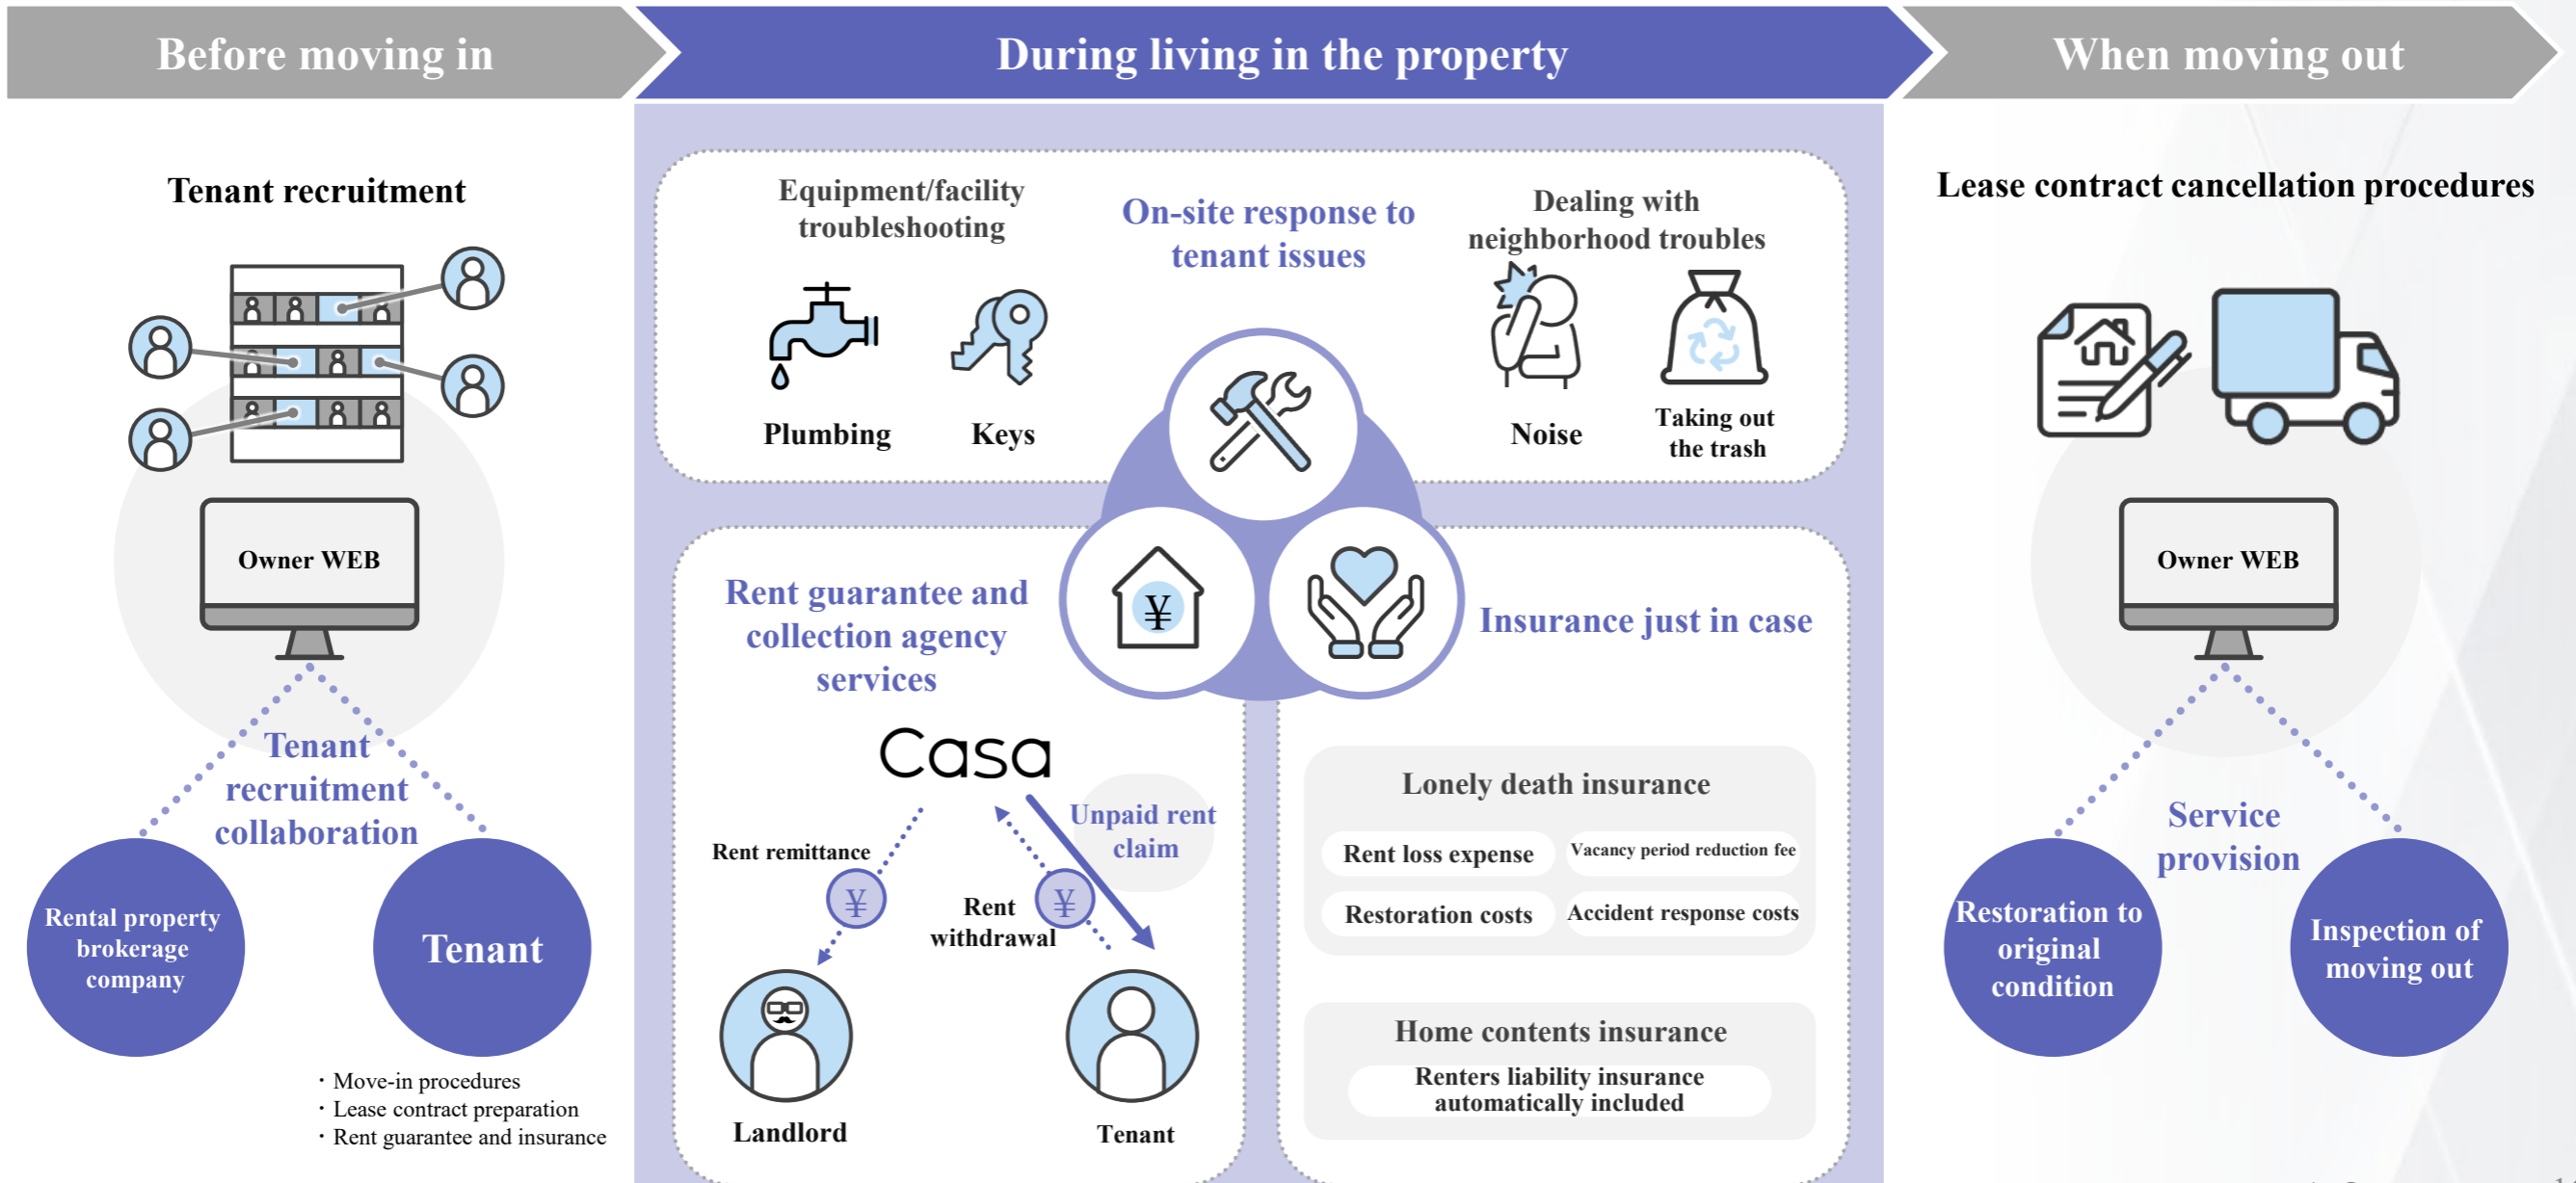 Before moving in
During living in the property
When moving out
Tenant recruitment
Owner WEB
Tenant
recruitment
collaboration
Rental property
brokerage
company
Tenant
・Move-in procedures
・Lease contract preparation
・Rent guarantee and insurance
Equipment/facility
troubleshooting
Plumbing
Keys
On-site response to
tenant issues
Dealing with
neighborhood troubles
Noise
Taking out
the trash
Rent guarantee and
collection agency
services
¥
Casa
Rent remittance
¥
Rent
withdrawal
¥
Unpaid rent
claim
Landlord
Tenant
Insurance just in case
Lonely death insurance
Rent loss expense
Vacancy period reduction fee
Restoration costs
Accident response costs
Home contents insurance
Renters liability insurance
automatically included
Lease contract cancellation procedures
Owner WEB
Service
provision
Restoration to
original
condition
Inspection of
moving out